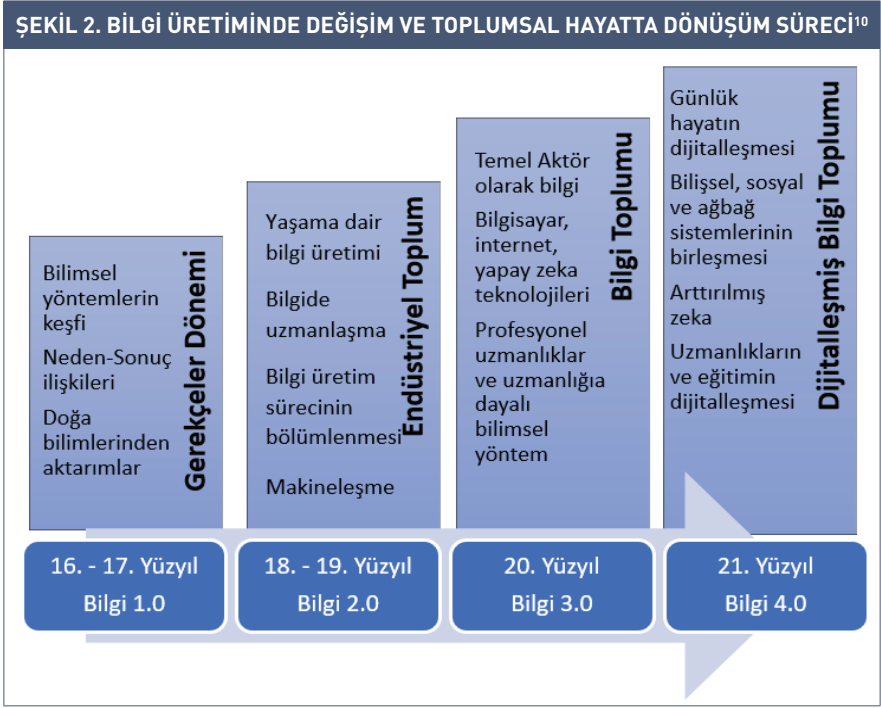 ŞEKİL 2. BİLGİ ÜRETİMİNDE DEĞİŞİM VE TOPLUMSAL HAYATTA DÖNÜŞÜM SÜRECİ¹⁰
Bilimsel
yöntemlerin
keşfi
Neden-Sonuç
ilişkileri
Doğa
bilimlerinden
aktarımlar
Gerekçeler Dönemi
Yaşama dair
bilgi üretimi
Bilgide
uzmanlaşma
Bilgi üretim
sürecinin
bölümlenmesi
Makineleşme
Endüstriyel Toplum
Temel Aktör
olarak bilgi
Bilgisayar,
internet,
yapay zeka
teknolojileri
Profesyonel
uzmanlıklar
ve uzmanlığıa
dayalı
bilimsel
yöntem
Bilgi Toplumu
Günlük
hayatın
dijitalleşmesi
Bilişsel, sosyal
ve ağbağ
sistemlerinin
birleşmesi
Arttırılmış
zeka
Uzmanlıkların
ve eğitimin
dijitalleşmesi
Dijitalleşmiş Bilgi Toplumu
16. - 17. Yüzyıl
Bilgi 1.0
18. - 19. Yüzyıl
Bilgi 2.0
20. Yüzyıl
Bilgi 3.0
21. Yüzyıl
Bilgi 4.0